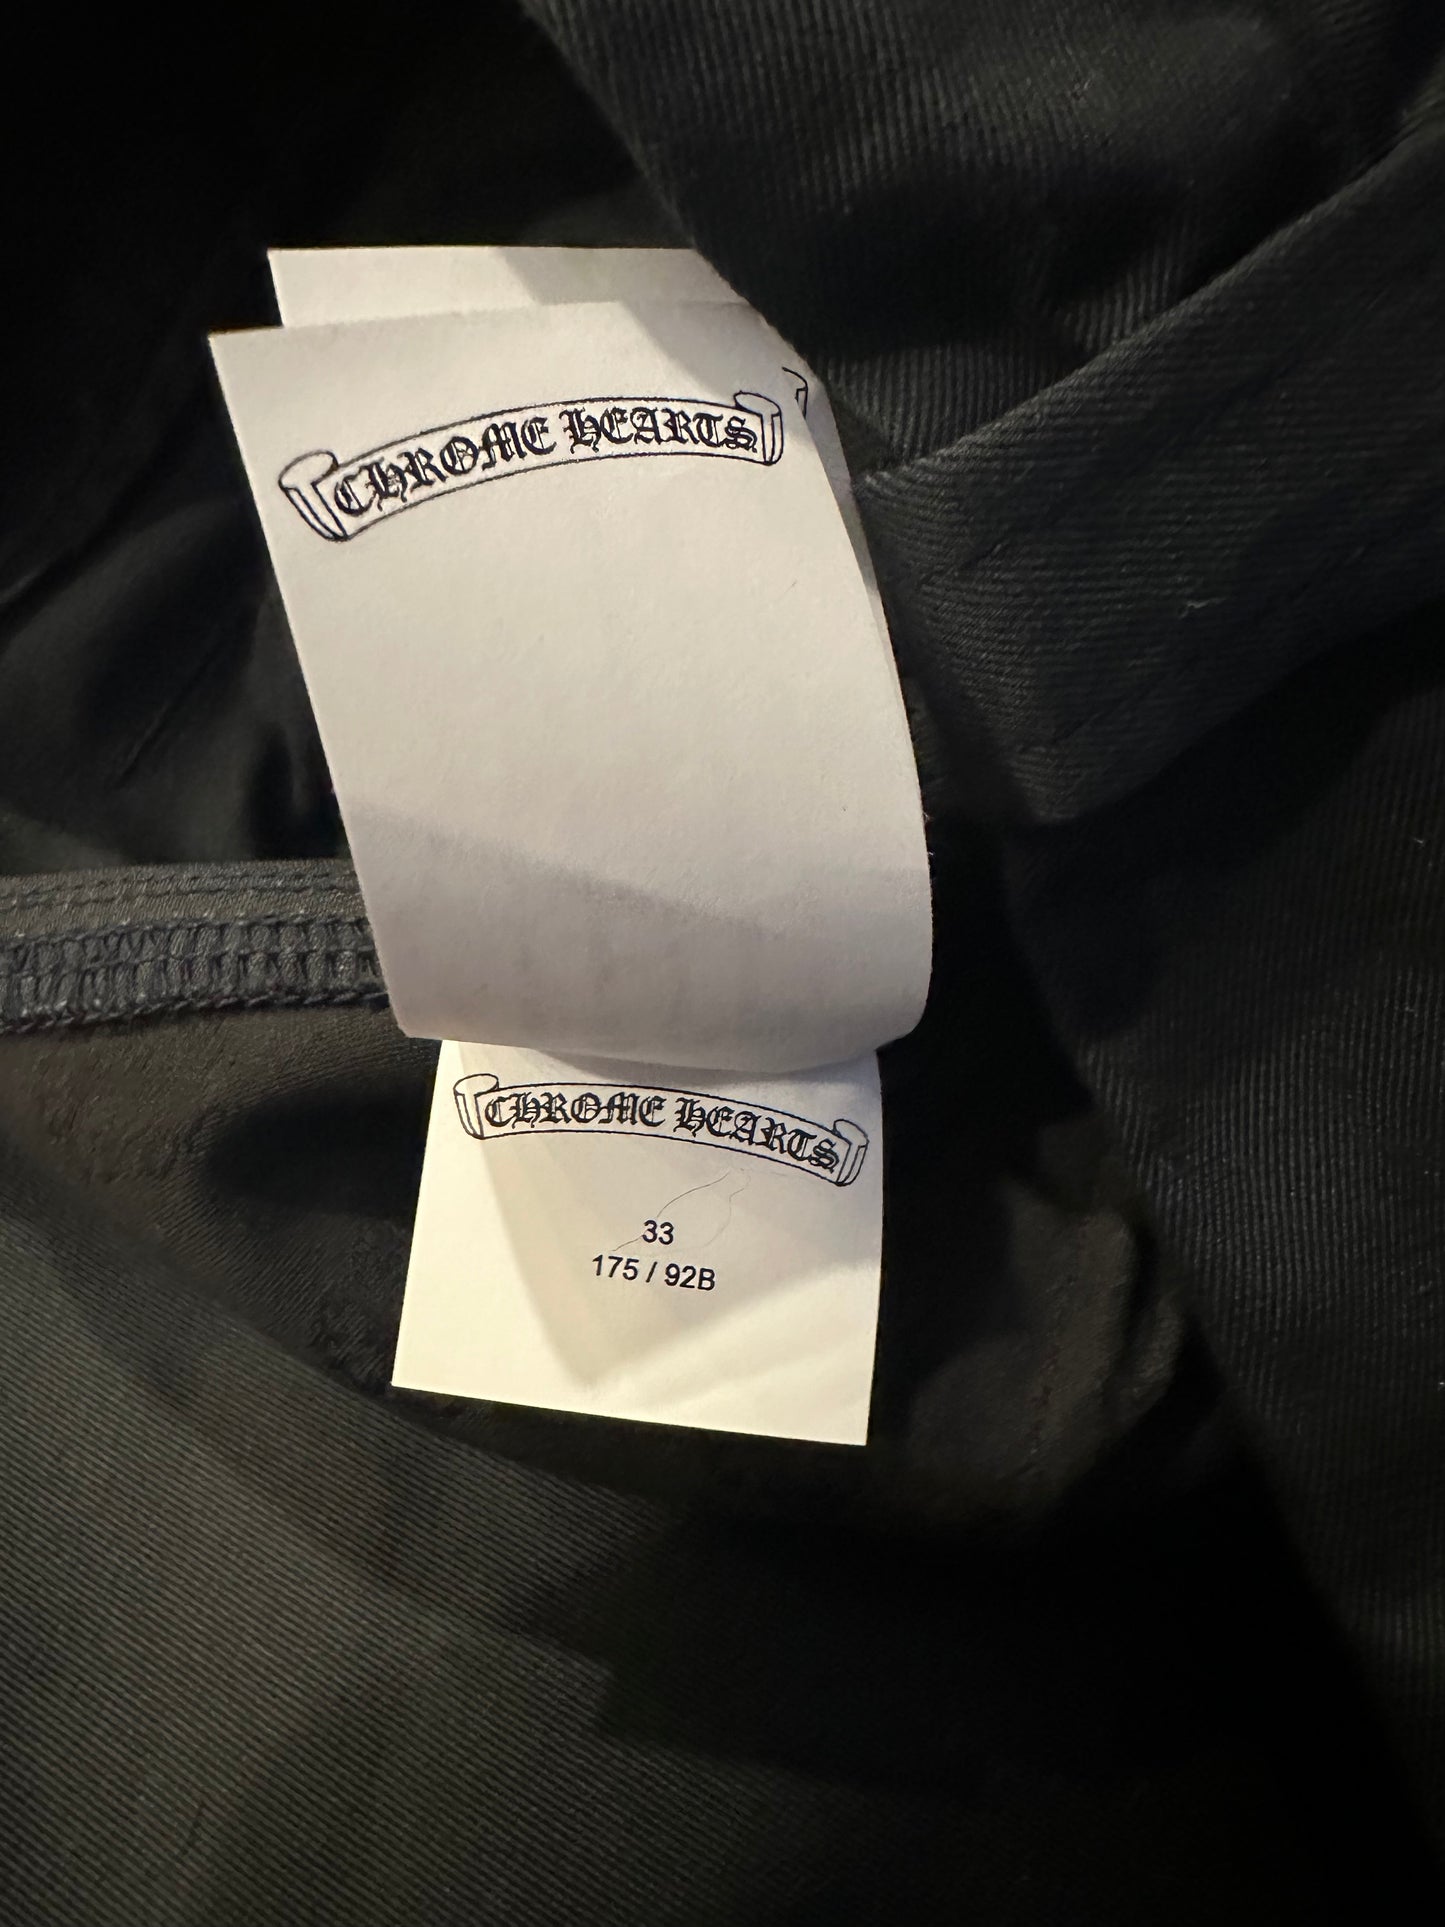 CHROME HEARTS
CHROME HEARTS
33
175 / 92B